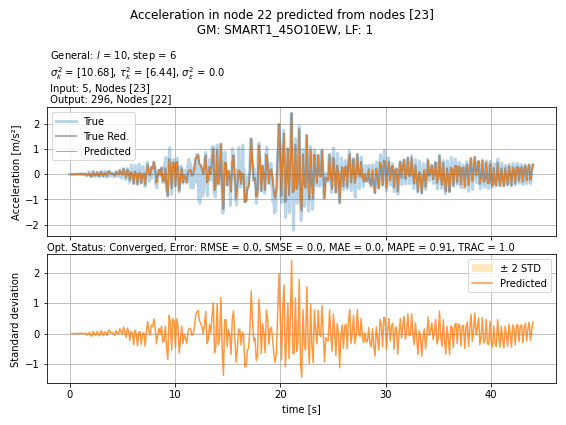 Acceleration in node 22 predicted from nodes [23]
GM: SMART1_45O10EW, LF: 1
General: l = 10, step = 6
σ²ₖ = [10.68], τ²ₖ = [6.44], σ²ε = 0.0
Input: 5, Nodes [23]
Output: 296, Nodes [22]
Acceleration [m/s²]
2
1
0
−1
−2
True
True Red.
Predicted
Opt. Status: Converged, Error: RMSE = 0.0, SMSE = 0.0, MAE = 0.0, MAPE = 0.91, TRAC = 1.0
Standard deviation
2
1
0
−1
± 2 STD
Predicted
0
10
20
30
40
time [s]